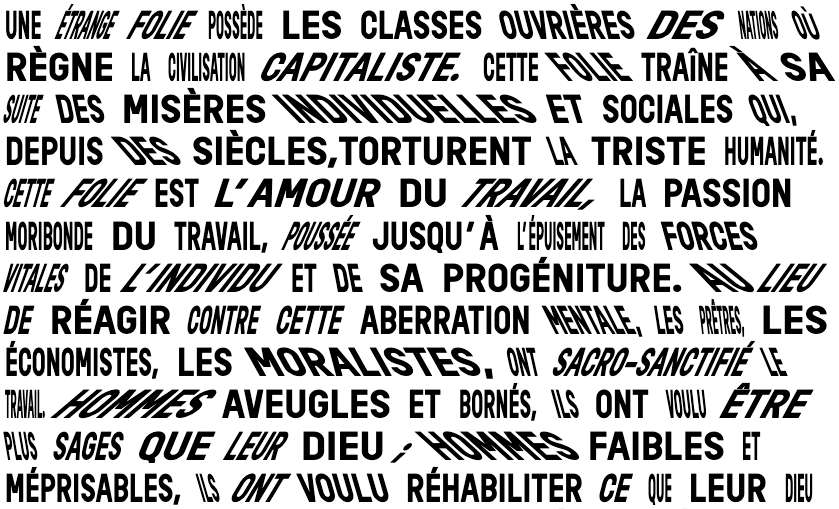 UNE ÉTRANGE FOLIE POSSÈDE LES CLASSES OUVRIÈRES DES NATIONS OÙ
RÈGNE LA CIVILISATION CAPITALISTE. CETTE FOLIE TRAÎNE À SA
SUITE DES MISÈRES INDIVIDUELLES ET SOCIALES QUI,
DEPUIS DES SIÈCLES,TORTURENT LA TRISTE HUMANITÉ.
CETTE FOLIE EST L'AMOUR DU TRAVAIL, LA PASSION
MORIBONDE DU TRAVAIL, POUSSÉE JUSQU'À L'ÉPUISEMENT DES FORCES
VITALES DE L'INDIVIDU ET DE SA PROGÉNITURE. AU LIEU
DE RÉAGIR CONTRE CETTE ABERRATION MENTALE, LES PRÊTRES, LES
ÉCONOMISTES, LES MORALISTES, ONT SACRO-SANCTIFIÉ LE
TRAVAIL. HOMMES AVEUGLES ET BORNÉS, ILS ONT VOULU ÊTRE
PLUS SAGES QUE LEUR DIEU ; HOMMES FAIBLES ET
MÉPRISABLES, ILS ONT VOULU RÉHABILITER CE QUE LEUR DIEU